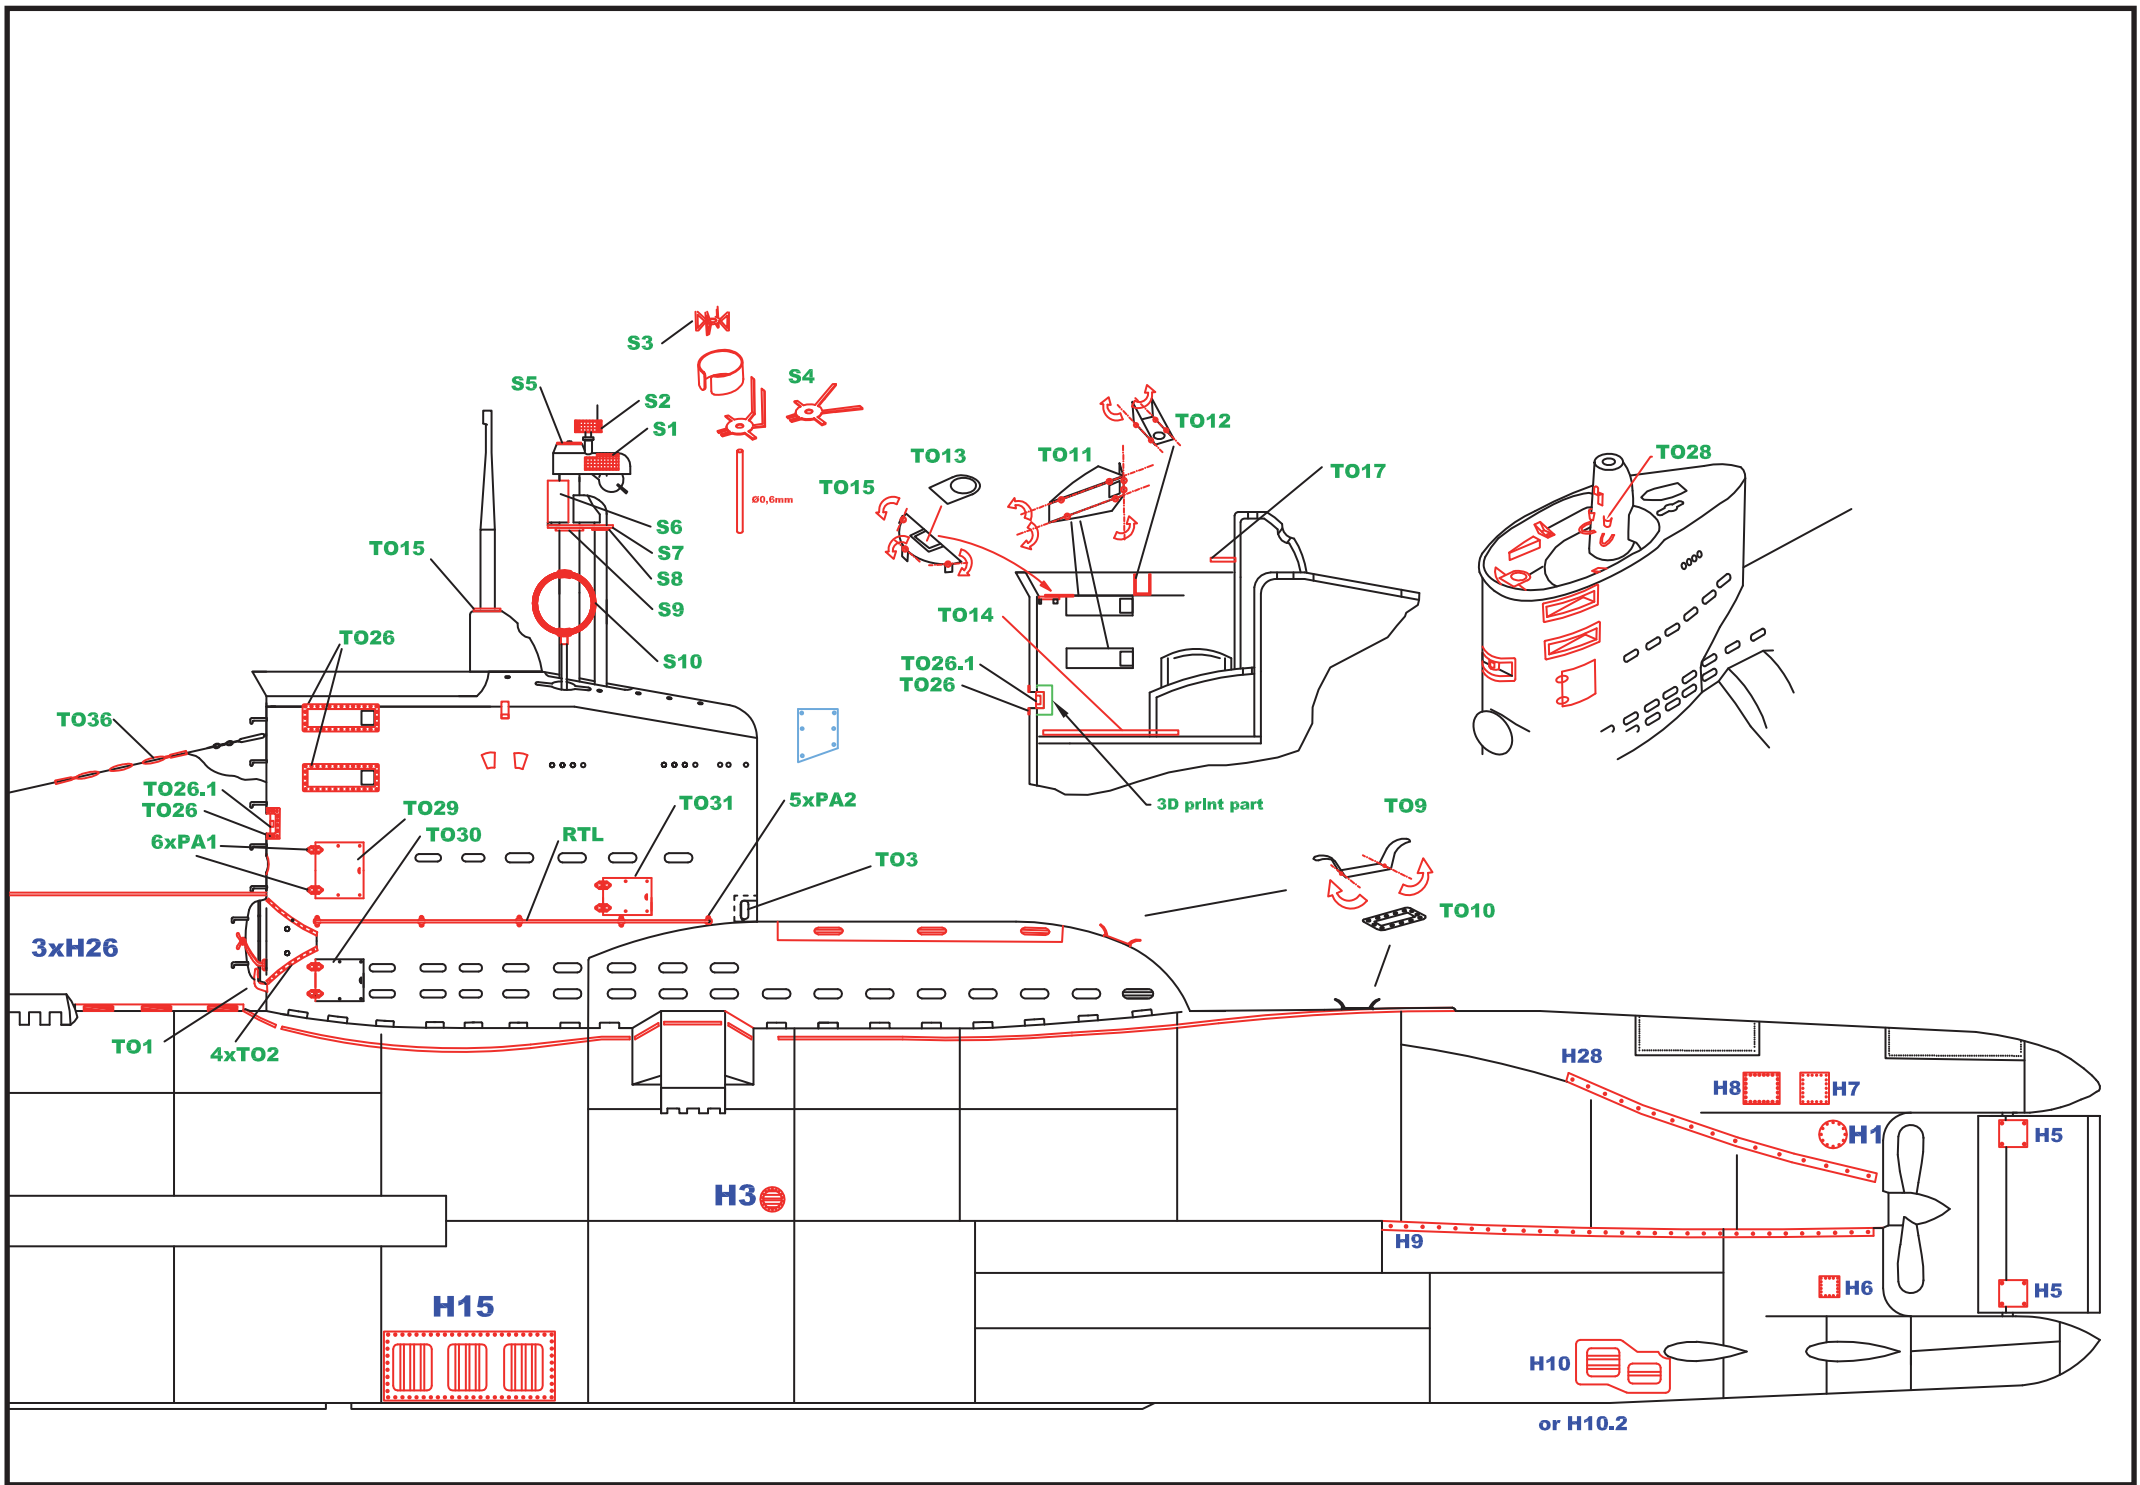 S3
S5
S4
S2
S1
Ø0,6mm
TO12
TO13
TO11
TO15
TO17
TO28
S6
S7
S8
S9
S10
TO15
TO26
TO14
TO26.1
TO26
TO36
TO26.1
TO26
6xPA1
TO29
TO30
RTL
TO31
5xPA2
TO3
3D print part
TO9
TO10
3xH26
TO1
4xTO2
H28
H8
H7
H1
H5
H3
H9
H6
H5
H15
H10
or H10.2